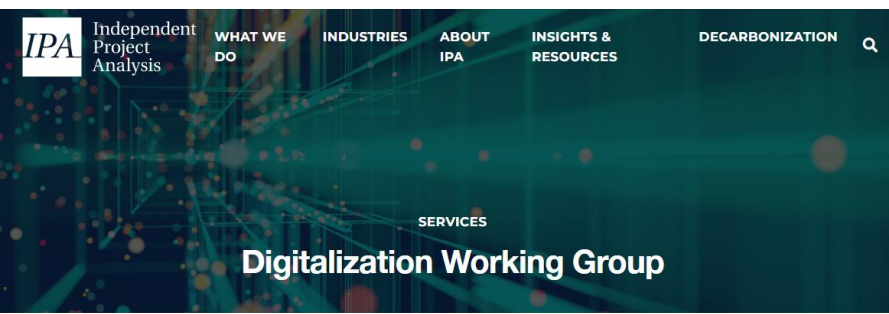 IPA
Independent
Project
Analysis
WHAT WE
DO
INDUSTRIES
ABOUT
IPA
INSIGHTS &
RESOURCES
DECARBONIZATION
SERVICES
Digitalization Working Group